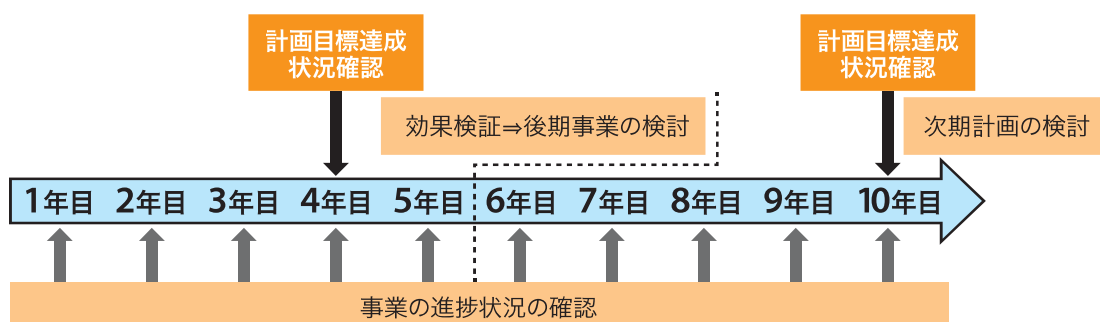 計画目標達成
状況確認
計画目標達成
状況確認
効果検証⇒後期事業の検討
次期計画の検討
1年目 2年目 3年目 4年目 5年目 6年目 7年目 8年目 9年目 10年目
事業の進捗状況の確認